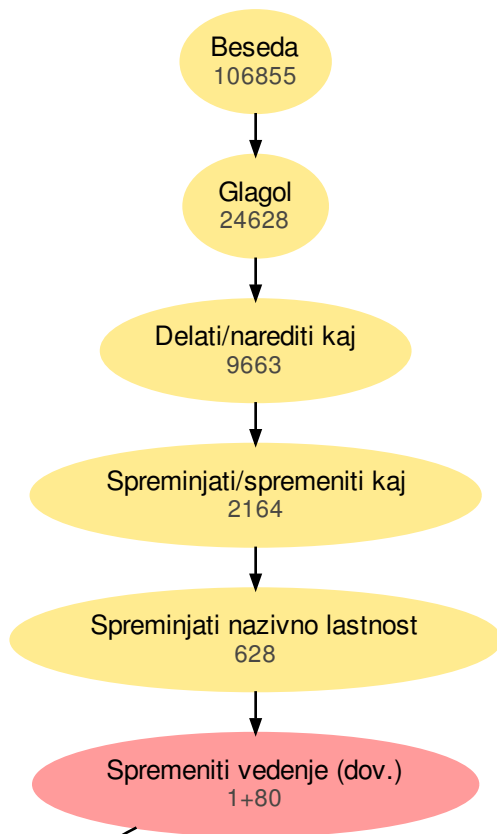 Beseda
106855
Glagol
24628
Delati/narediti kaj
9663
Spreminjati/spremeniti kaj
2164
Spreminjati nazivno lastnost
628
Spremeniti vedenje (dov.)
1+80